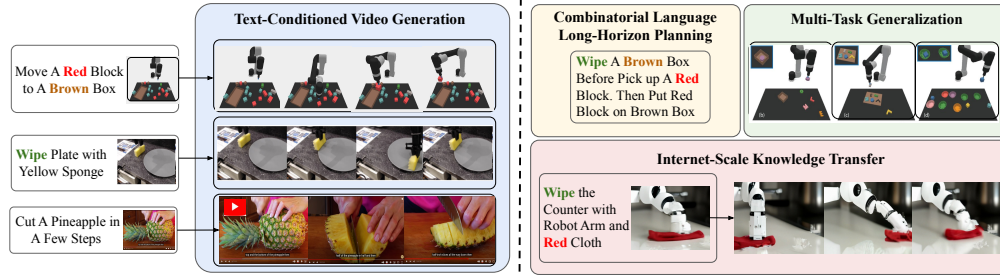 Text-Conditioned Video Generation
Move A Red Block
to A Brown Box
Wipe Plate with
Yellow Sponge
Cut A Pineapple in
A Few Steps
Combinatorial Language
Long-Horizon Planning
Wipe A Brown Box
Before Pick up A Red
Block. Then Put Red
Block on Brown Box
Multi-Task Generalization
(b)
(c)
(d)
Internet-Scale Knowledge Transfer
Wipe the
Counter with
Robot Arm and
Red Cloth